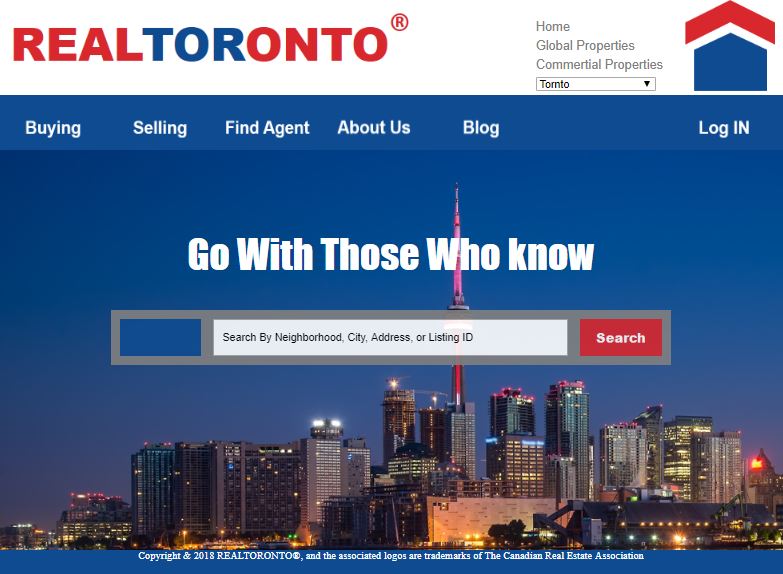 REALTORONTO®
Home
Global Properties
Commertial Properties
Tornto
Buying Selling Find Agent About Us Blog Log IN
Go With Those Who know
Search By Neighborhood, City, Address, or Listing ID Search
Copyright & 2018 REALTORONTO®, and the associated logos are trademarks of The Canadian Real Estate Association